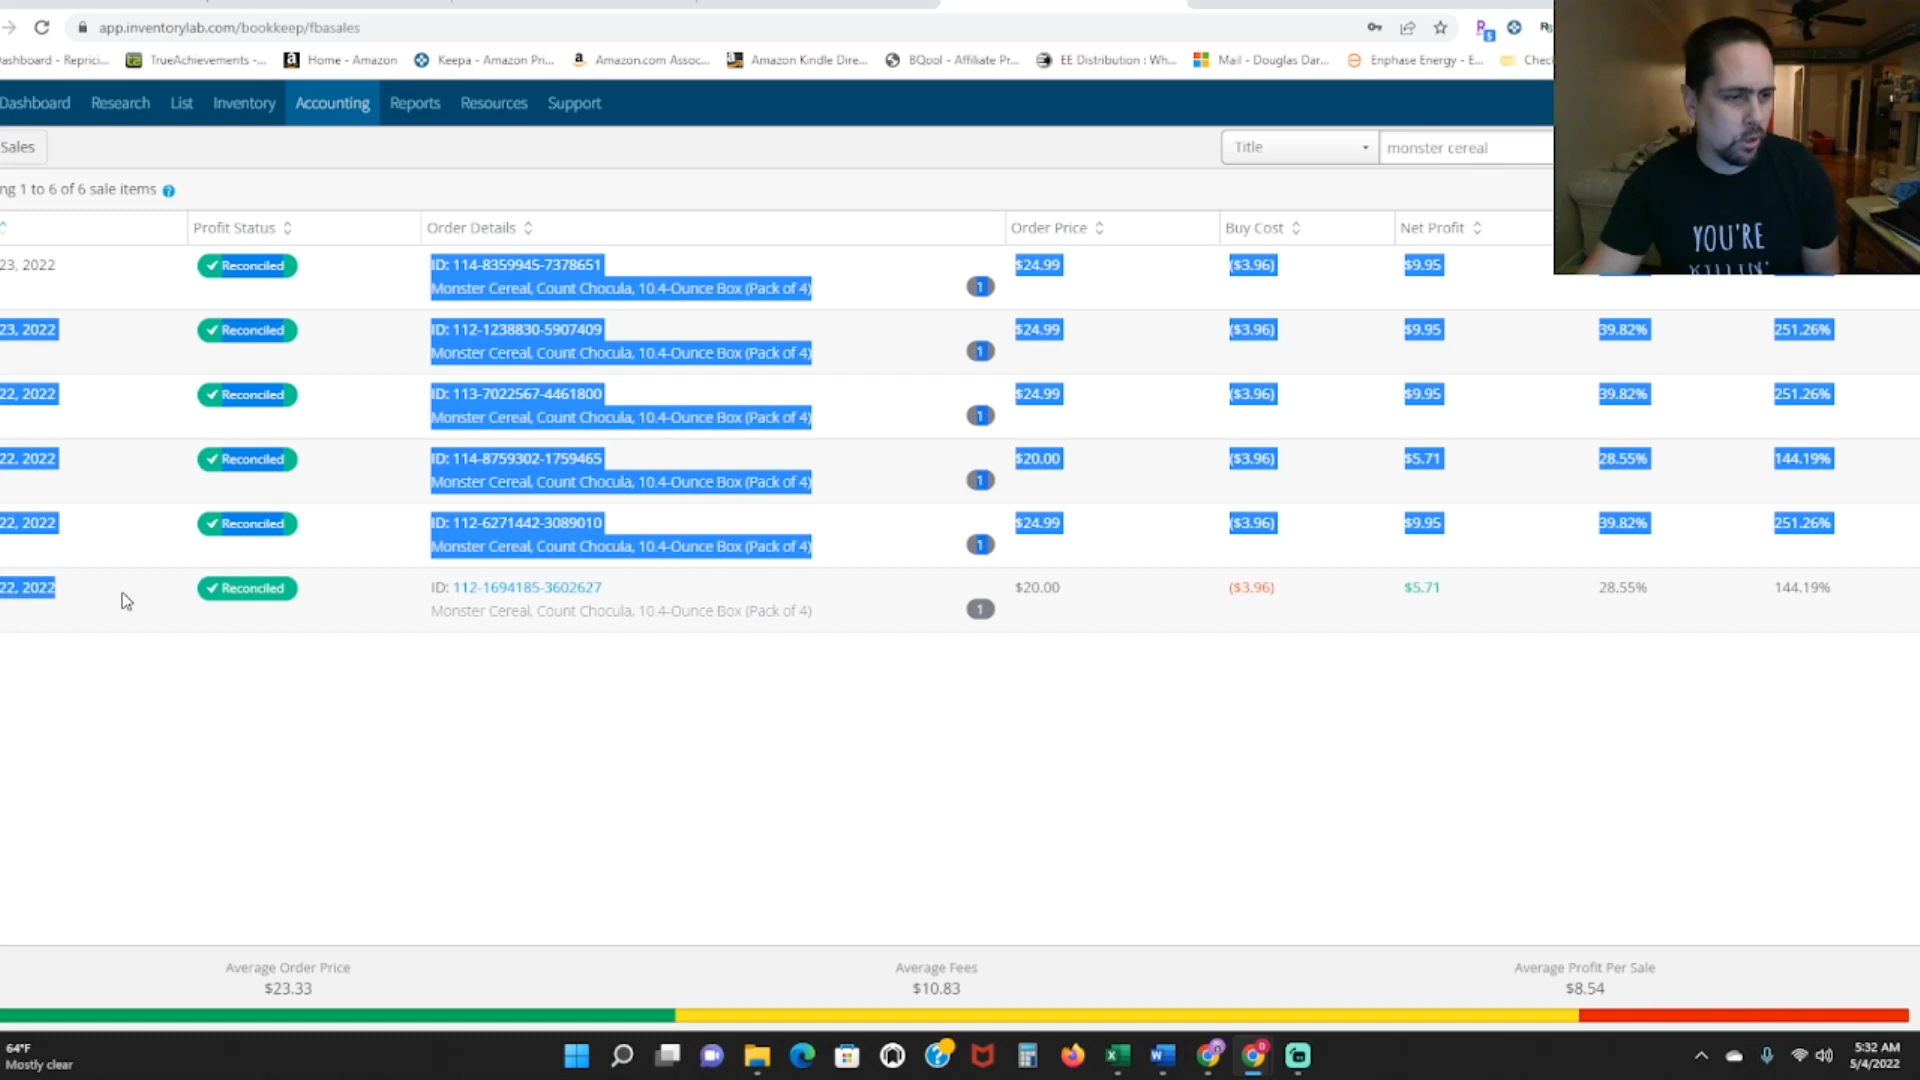 app.inventorylab.com/bookkeep/fbasales
ashboard - Reprici...
TrueAchievements -...
Home - Amazon
Keepa - Amazon Pri...
Amazon.com Assoc...
Amazon Kindle Dire...
BQool - Affiliate Pr...
EE Distribution : Wh...
Mail - Douglas Dar...
Enphase Energy - E...
Chec
Dashboard Research List Inventory Accounting Reports Resources Support
Sales
Title
monster cereal
ng 1 to 6 of 6 sale items
Profit Status Order Details Order Price Buy Cost Net Profit
23, 2022 Reconciled ID: 114-8359945-7378651 $24.99 ($3.96) $9.95
Monster Cereal, Count Chocula, 10.4-Ounce Box (Pack of 4) 1
23, 2022 Reconciled ID: 112-1238830-5907409 $24.99 ($3.96) $9.95 39.82% 251.26%
Monster Cereal, Count Chocula, 10.4-Ounce Box (Pack of 4) 1
22, 2022 Reconciled ID: 113-7022567-4461800 $24.99 ($3.96) $9.95 39.82% 251.26%
Monster Cereal, Count Chocula, 10.4-Ounce Box (Pack of 4) 1
22, 2022 Reconciled ID: 114-8759302-1759465 $20.00 ($3.96) $5.71 28.55% 144.19%
Monster Cereal, Count Chocula, 10.4-Ounce Box (Pack of 4) 1
22, 2022 Reconciled ID: 112-6271442-3089010 $24.99 ($3.96) $9.95 39.82% 251.26%
Monster Cereal, Count Chocula, 10.4-Ounce Box (Pack of 4) 1
22, 2022 Reconciled ID: 112-1694185-3602627 $20.00 ($3.96) $5.71 28.55% 144.19%
Monster Cereal, Count Chocula, 10.4-Ounce Box (Pack of 4) 1
YOU'RE
KILLIN'
Average Order Price Average Fees Average Profit Per Sale
$23.33 $10.83 $8.54
64°F
Mostly clear
5:32 AM
5/4/2022